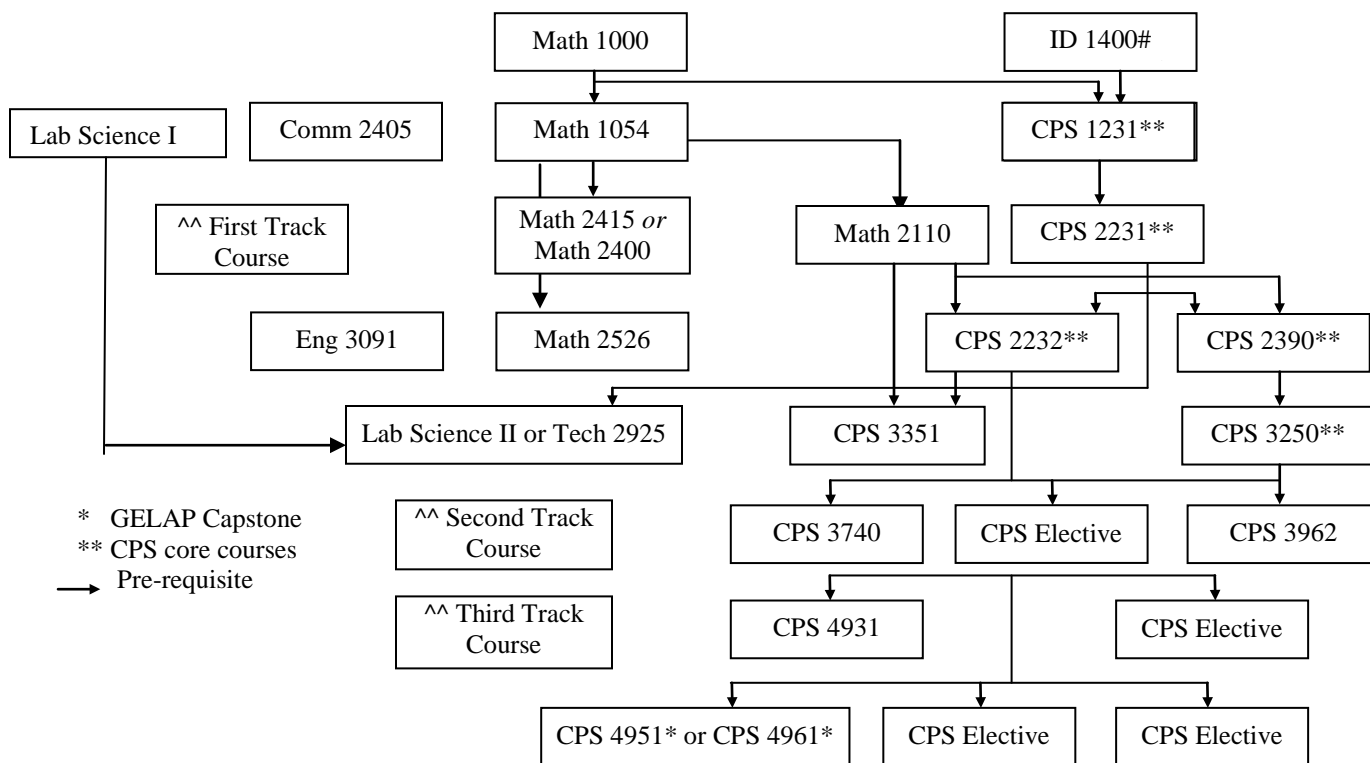 Math 1000
ID 1400#
Lab Science I
Comm 2405
Math 1054
CPS 1231**
^^ First Track
Course
Math 2415 or
Math 2400
Math 2110
CPS 2231**
Eng 3091
Math 2526
CPS 2232**
CPS 2390**
Lab Science II or Tech 2925
CPS 3351
CPS 3250**
* GELAP Capstone
** CPS core courses
Pre-requisite
^^ Second Track
Course
CPS 3740
CPS Elective
CPS 3962
^^ Third Track
Course
CPS 4931
CPS Elective
CPS 4951* or CPS 4961*
CPS Elective
CPS Elective